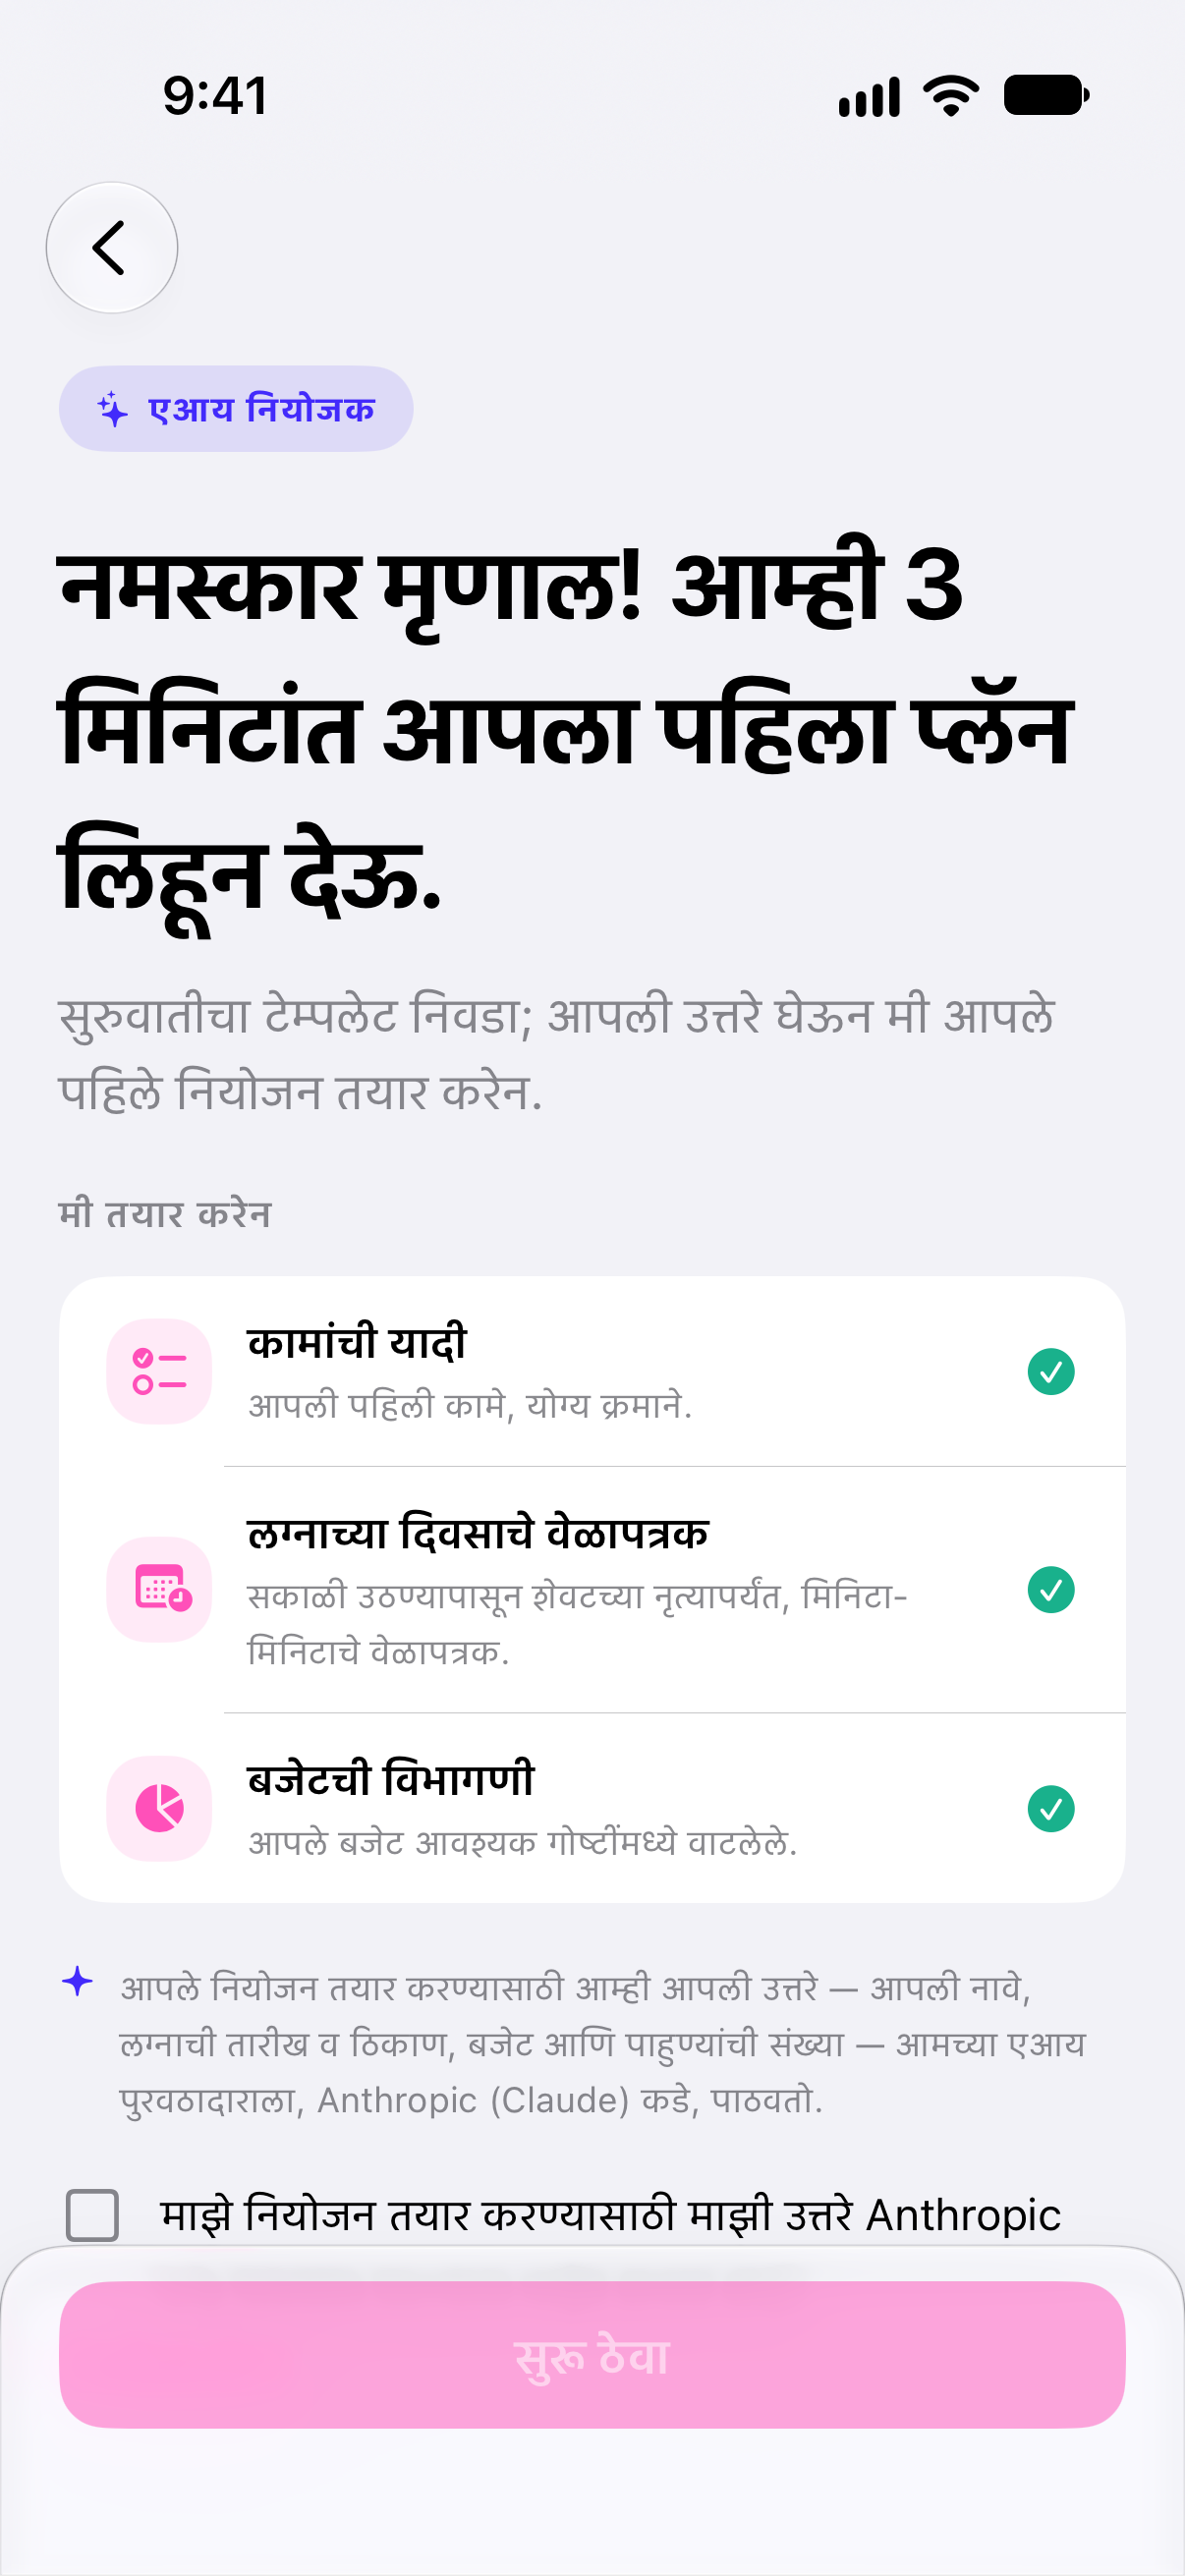 9:41
एआय नियोजक
नमस्कार मृणाल! आम्ही 3
मिनिटांत आपला पहिला प्लॅन
लिहून देऊ.
सुरुवातीचा टेम्पलेट निवडा; आपली उत्तरे घेऊन मी आपले
पहिले नियोजन तयार करेन.
मी तयार करेन
कामांची यादी
आपली पहिली कामे, योग्य क्रमाने.
लग्नाच्या दिवसाचे वेळापत्रक
सकाळी उठण्यापासून शेवटच्या नृत्यापर्यंत, मिनिटा-
मिनिटाचे वेळापत्रक.
बजेटची विभागणी
आपले बजेट आवश्यक गोष्टींमध्ये वाटलेले.
आपले नियोजन तयार करण्यासाठी आम्ही आपली उत्तरे — आपली नावे,
लग्नाची तारीख व ठिकाण, बजेट आणि पाहुण्यांची संख्या — आमच्या एआय
पुरवठादाराला, Anthropic (Claude) कडे, पाठवतो.
माझे नियोजन तयार करण्यासाठी माझी उत्तरे Anthropic
सुरू ठेवा